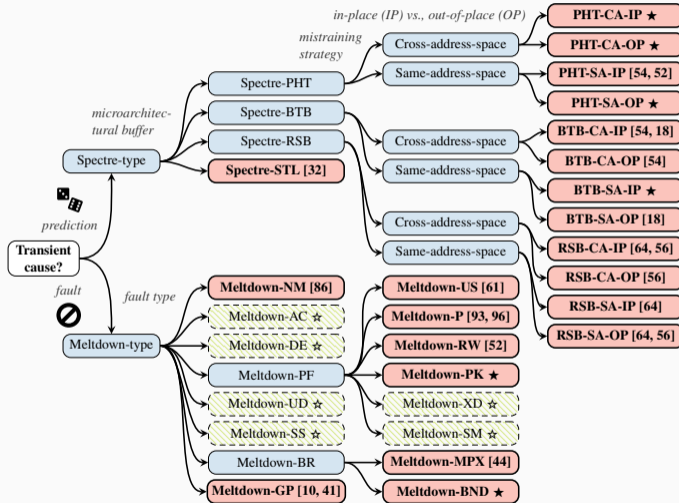 in-place (IP) vs., out-of-place (OP)
mistraining
strategy
microarchitec-
tural buffer
prediction
Transient
cause?
fault
fault type
Spectre-type
Meltdown-type
Spectre-PHT
Spectre-BTB
Spectre-RSB
Spectre-STL [32]
Cross-address-space
Same-address-space
Cross-address-space
Same-address-space
Cross-address-space
Same-address-space
PHT-CA-IP ★
PHT-CA-OP ★
PHT-SA-IP [54, 52]
PHT-SA-OP ★
BTB-CA-IP [54, 18]
BTB-CA-OP [54]
BTB-SA-IP ★
BTB-SA-OP [18]
RSB-CA-IP [64, 56]
RSB-CA-OP [56]
RSB-SA-IP [64]
RSB-SA-OP [64, 56]
Meltdown-NM [86]
Meltdown-AC ☆
Meltdown-DE ☆
Meltdown-PF
Meltdown-UD ☆
Meltdown-SS ☆
Meltdown-BR
Meltdown-GP [10, 41]
Meltdown-US [61]
Meltdown-P [93, 96]
Meltdown-RW [52]
Meltdown-PK ★
Meltdown-XD ☆
Meltdown-SM ☆
Meltdown-MPX [44]
Meltdown-BND ★